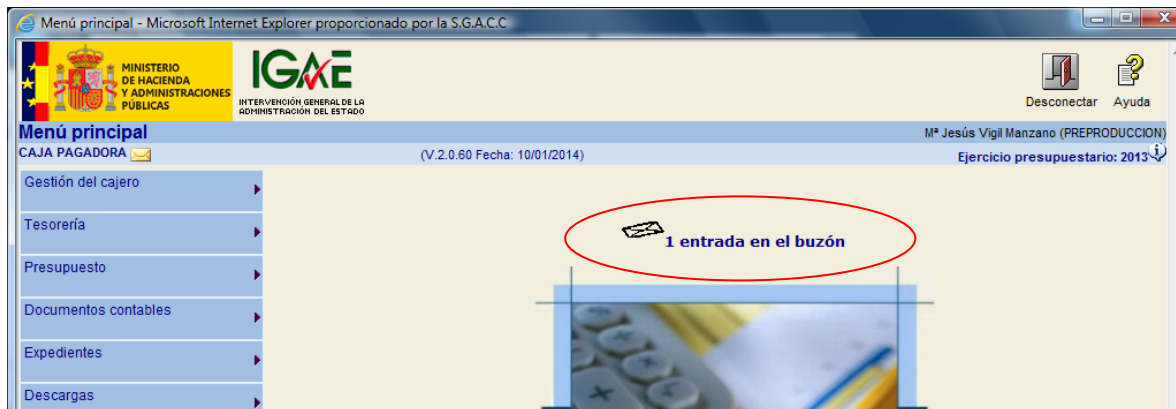 Menú principal - Microsoft Internet Explorer proporcionado por la S.G.A.C.C
MINISTERIO
DE HACIENDA
Y ADMINISTRACIONES
PÚBLICAS
IGAE
INTERVENCIÓN GENERAL DE LA
ADMINISTRACIÓN DEL ESTADO
Desconectar Ayuda
Menú principal Mª Jesús Vigil Manzano (PREPRODUCCION)
CAJA PAGADORA (V.2.0.60 Fecha: 10/01/2014) Ejercicio presupuestario: 2013
Gestión del cajero
Tesorería
1 entrada en el buzón
Presupuesto
Documentos contables
Expedientes
Descargas